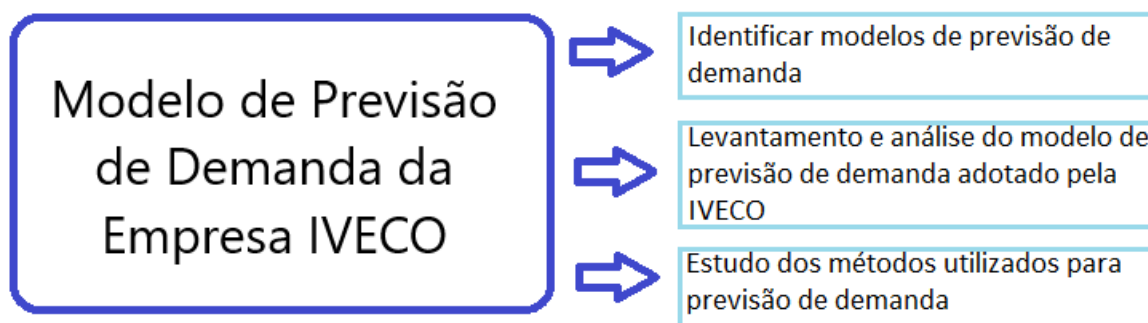 Modelo de Previsão
de Demanda da
Empresa IVECO
Identificar modelos de previsão de
demanda
Levantamento e análise do modelo de
previsão de demanda adotado pela
IVECO
Estudo dos métodos utilizados para
previsão de demanda